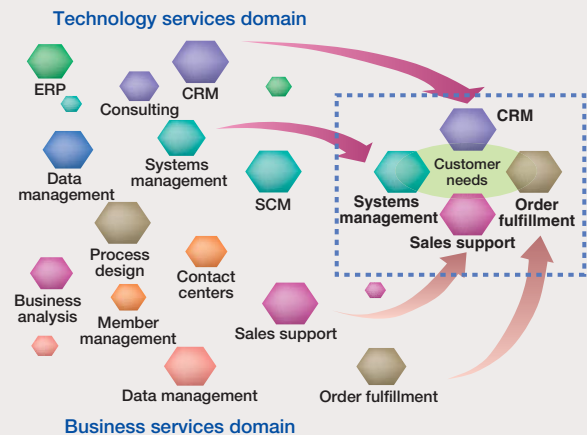 Technology services domain
ERP
Consulting
CRM
Data
management
Systems
management
SCM
Process
design
Contact
centers
Business
analysis
Member
management
Sales support
Data management
Order fulfillment
Business services domain
CRM
Customer
needs
Systems
management
Order
fulfillment
Sales support